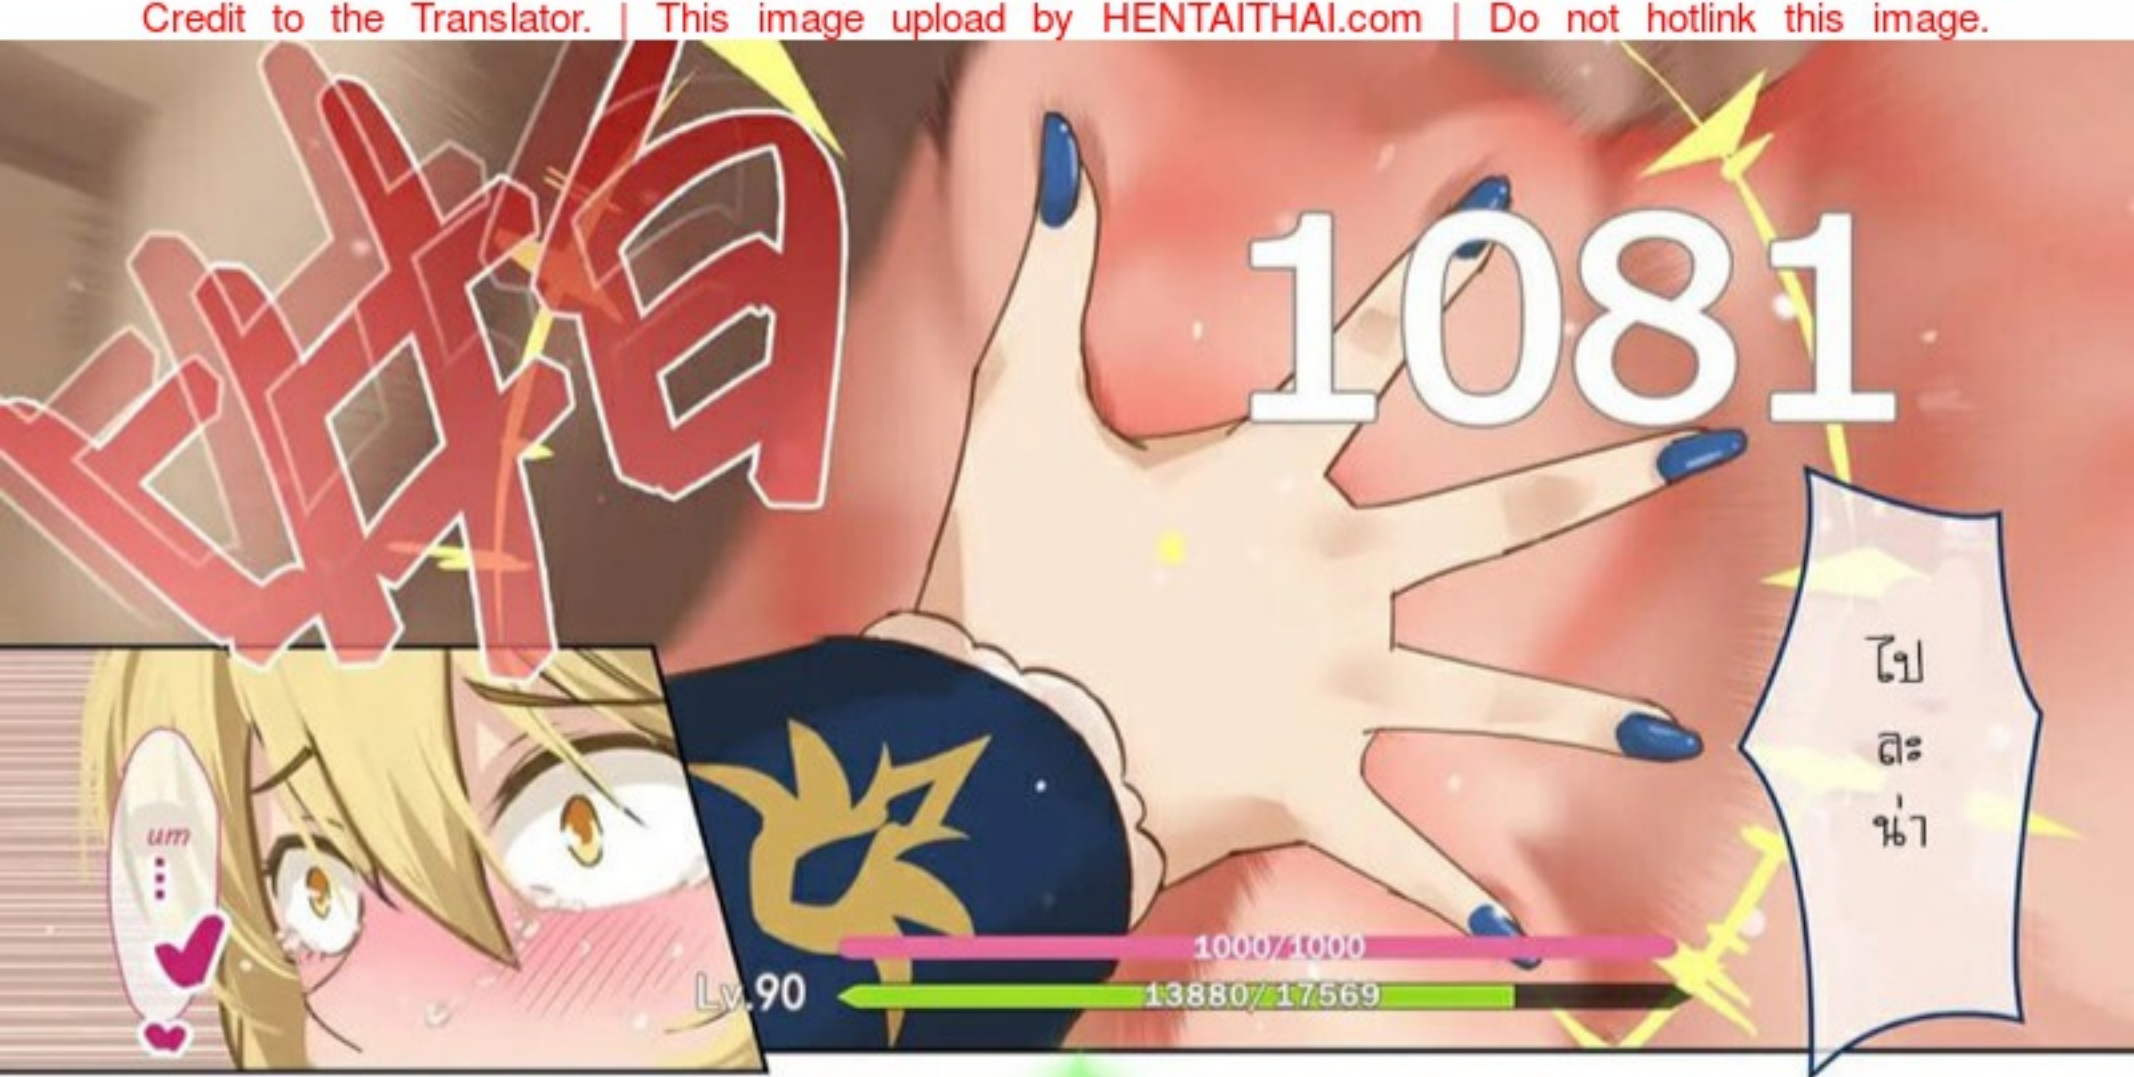 Credit to the Translator. | This image upload by HENTAITHAI.com | Do not hotlink this image.
1081
ไป
ละ
น่า
um
...
1000/1000
Lv.90
13880/17569